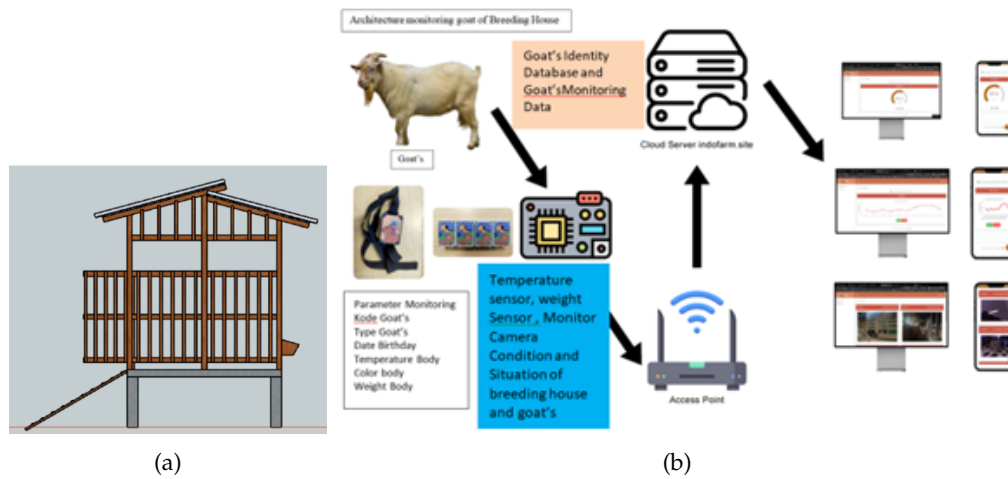 Architecture monitoring goat of Breeding House
Goat's Identity
Database and
Goat'sMonitoring
Data
Cloud Server indofarm.site
Goat's
Parameter Monitoring
Kode Goat's
Type Goat's
Date Birthday
Temperature Body
Color body
Weight Body
Temperature
sensor, weight
Sensor , Monitor
Camera
Condition and
Situation of
breeding house
and goat's
Access Point
(a)
(b)